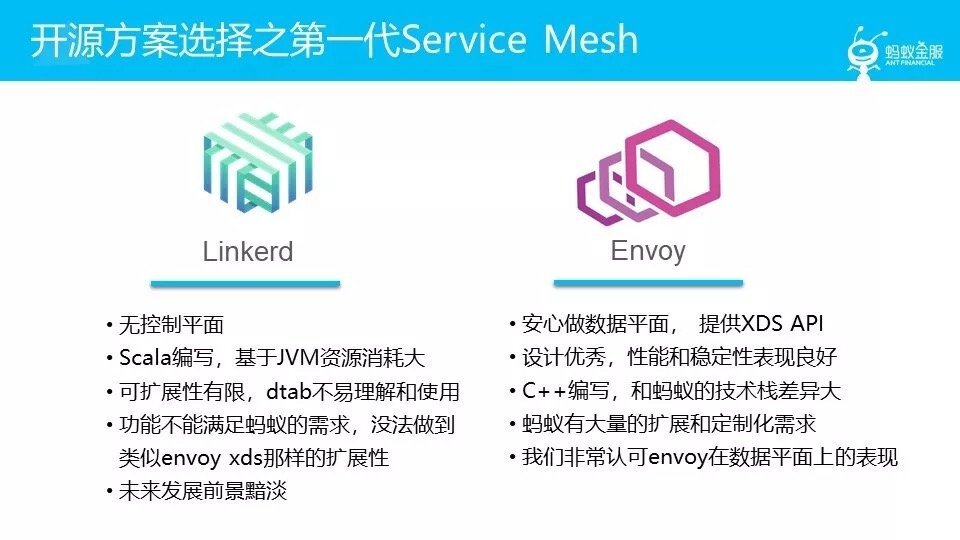 开源方案选择之第一代Service Mesh
蚂蚁金服
ANT FINANCIAL
Linkerd
• 无控制平面
• Scala编写，基于JVM资源消耗大
• 可扩展性有限，dtab不易理解和使用
• 功能不能满足蚂蚁的需求，没法做到
类似envoy xds那样的扩展性
• 未来发展前景黯淡
Envoy
• 安心做数据平面， 提供XDS API
• 设计优秀，性能和稳定性表现良好
• C++编写，和蚂蚁的技术栈差异大
• 蚂蚁有大量的扩展和定制化需求
• 我们非常认可envoy在数据平面上的表现